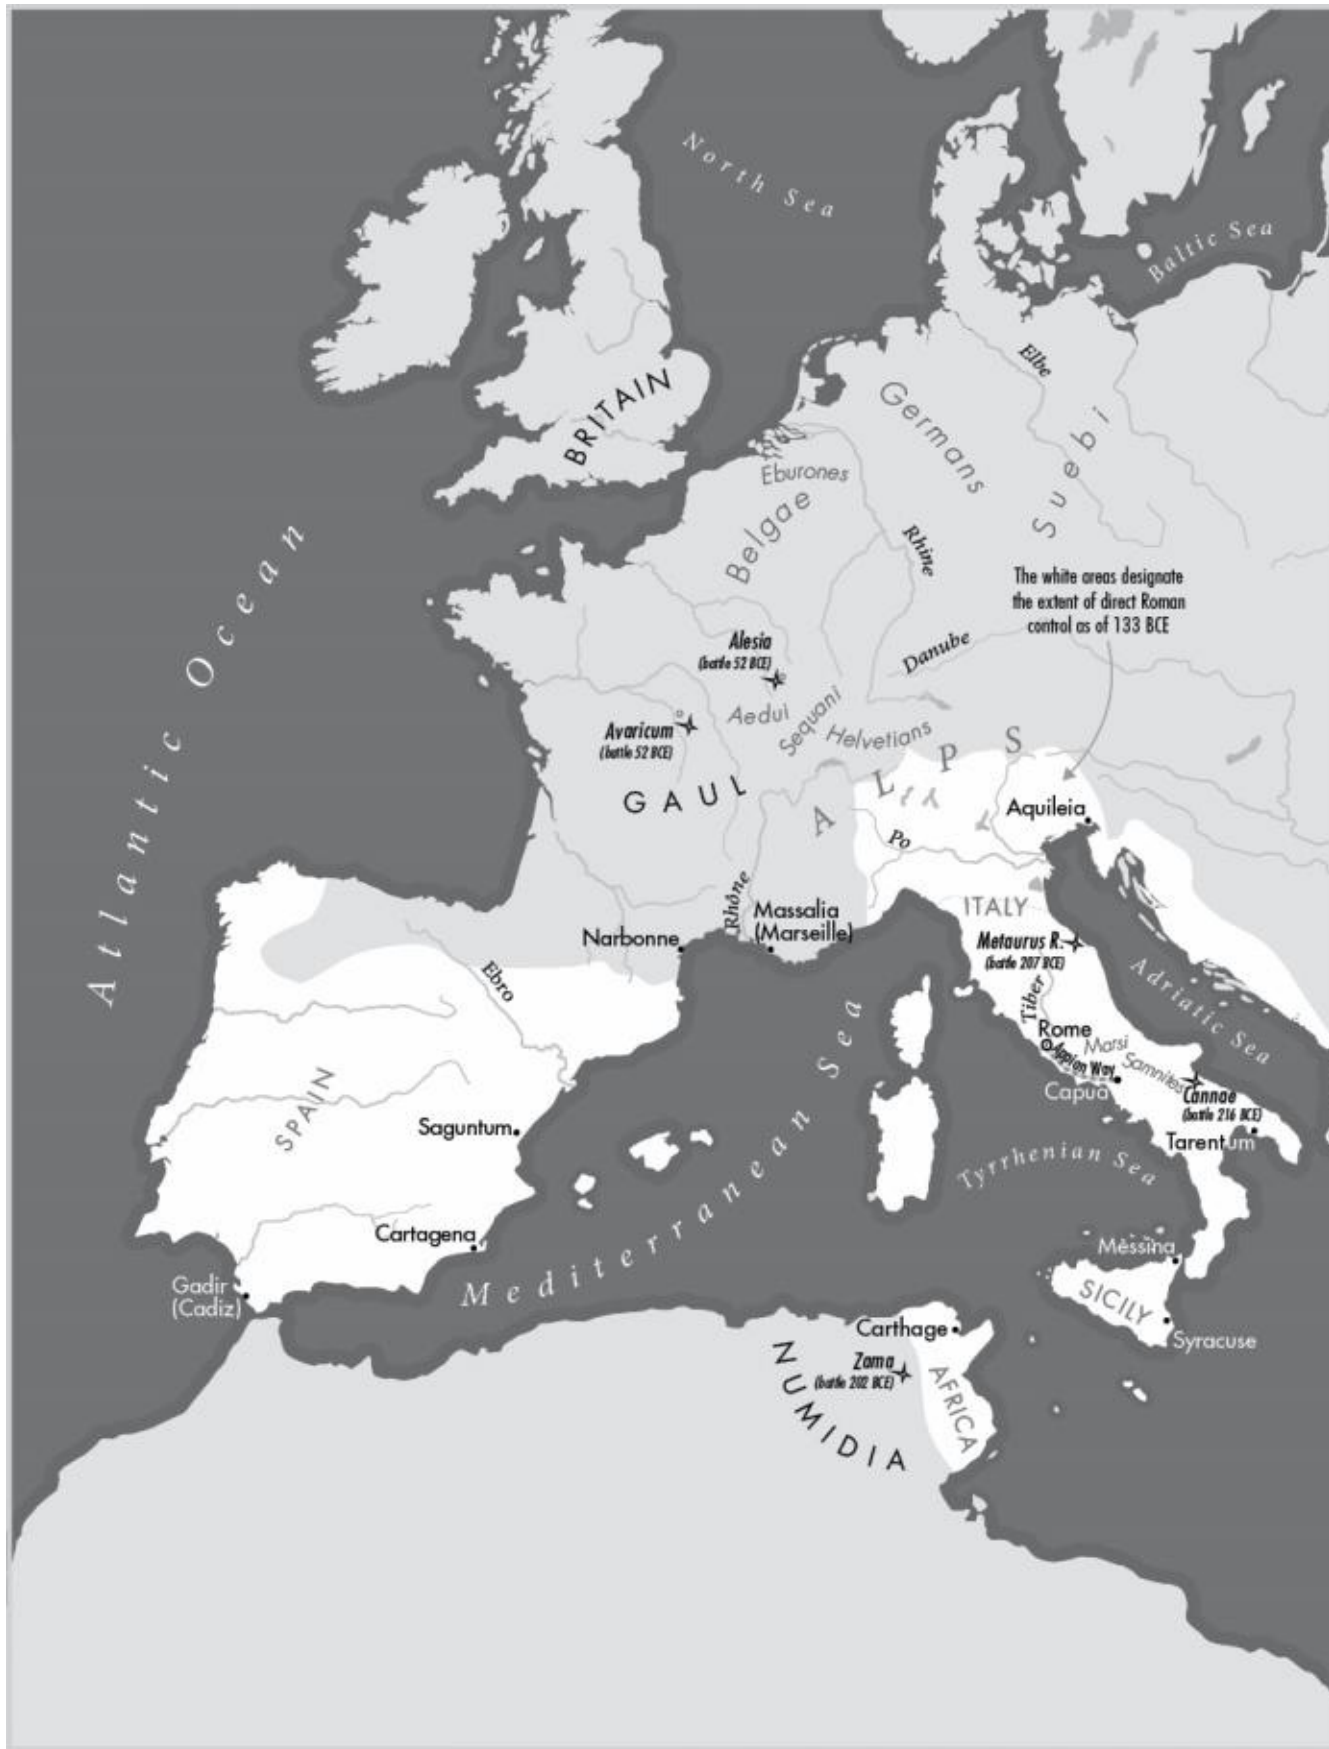 North Sea
Baltic Sea
Elbe
BRITAIN
Germans
Suebi
Eburones
Belgae
Rhine
Atlantic Ocean
The white areas designate
the extent of direct Roman
control as of 133 BCE
Alesia
(battle 52 BCE)
Danube
Aedui
Sequani
Helvetians
Avaricum
(battle 52 BCE)
GAUL
ALPS
Aquileia
Po
Rhône
Massalia
(Marseille)
ITALY
Narbonne
Metaurus R.
(battle 207 BCE)
Ebro
Tiber
Adriatic Sea
Rome
Appian Way
Marsi
Samnites
Capua
Cannae
(battle 216 BCE)
SPAIN
Saguntum
Tarentum
Tyrrhenian Sea
Mediterranean Sea
Cartagena
Messina
Gadir
(Cadiz)
SICILY
Syracuse
Carthage
Zama
(battle 202 BCE)
AFRICA
NUMIDIA